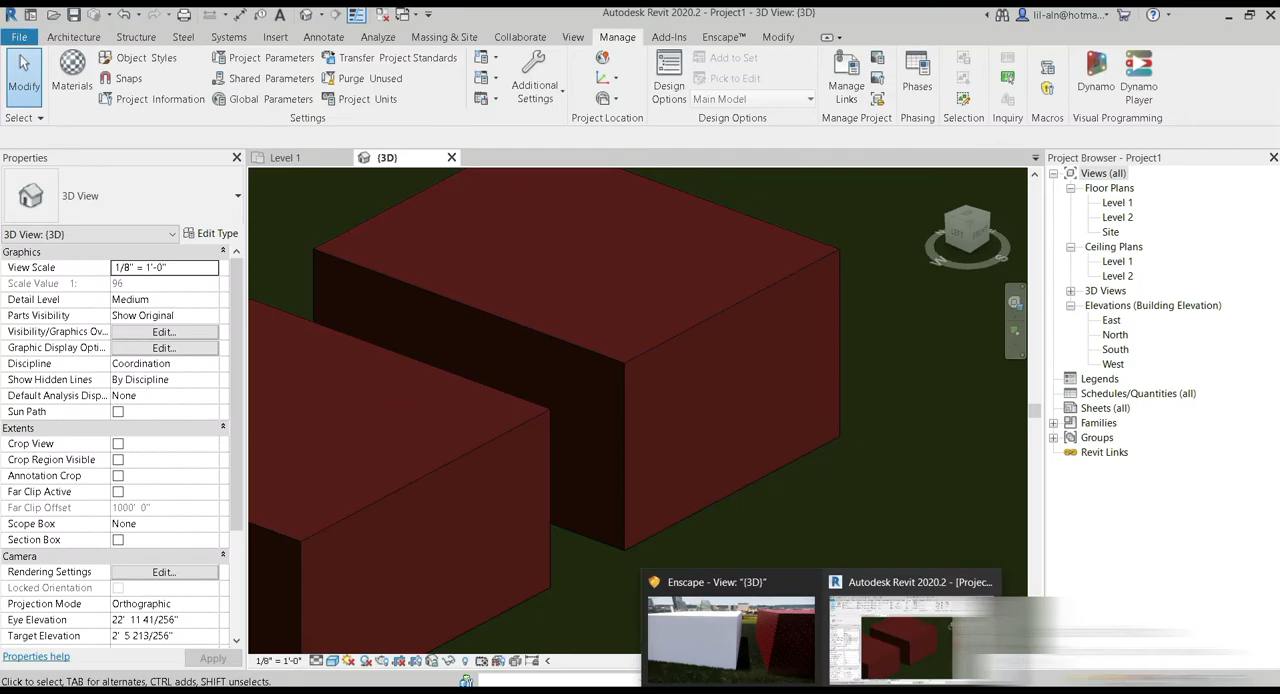 Autodesk Revit 2020.2 - Project1 - 3D View: {3D}
lil-aln@hotma...
File Architecture Structure Steel Systems Insert Annotate Analyze Massing & Site Collaborate View Manage Add-Ins Enscape™ Modify
Modify
Select
Materials
Object Styles
Snaps
Project Information
Project Parameters
Shared Parameters
Global Parameters
Transfer Project Standards
Purge Unused
Project Units
Settings
Additional
Settings
Project Location
Design
Options
Add to Set
Pick to Edit
Main Model
Design Options
Manage
Links
Manage Project
Phases
Phasing
Selection
Inquiry
Macros
Dynamo
Dynamo
Player
Visual Programming
Properties
3D View
3D View: {3D}
Edit Type
Graphics
View Scale 1/8" = 1'-0"
Scale Value 1: 96
Detail Level Medium
Parts Visibility Show Original
Visibility/Graphics Ov... Edit...
Graphic Display Opti... Edit...
Discipline Coordination
Show Hidden Lines By Discipline
Default Analysis Disp... None
Sun Path
Extents
Crop View
Crop Region Visible
Annotation Crop
Far Clip Active
Far Clip Offset 1000' 0"
Scope Box None
Section Box
Camera
Rendering Settings Edit...
Locked Orientation
Projection Mode Orthographic
Eye Elevation 22' 11 41/256"
Target Elevation 2' 5 213/256"
Properties help
Apply
Level 1
{3D}
LEFT
FRONT
W
S
1/8" = 1'-0"
Enscape - View: "{3D}"
Autodesk Revit 2020.2 - [Projec...
Project Browser - Project1
Views (all)
Floor Plans
Level 1
Level 2
Site
Ceiling Plans
Level 1
Level 2
3D Views
Elevations (Building Elevation)
East
North
South
West
Legends
Schedules/Quantities (all)
Sheets (all)
Families
Groups
Revit Links
Click to select, TAB for alternates, CTRL adds, SHIFT unselects.